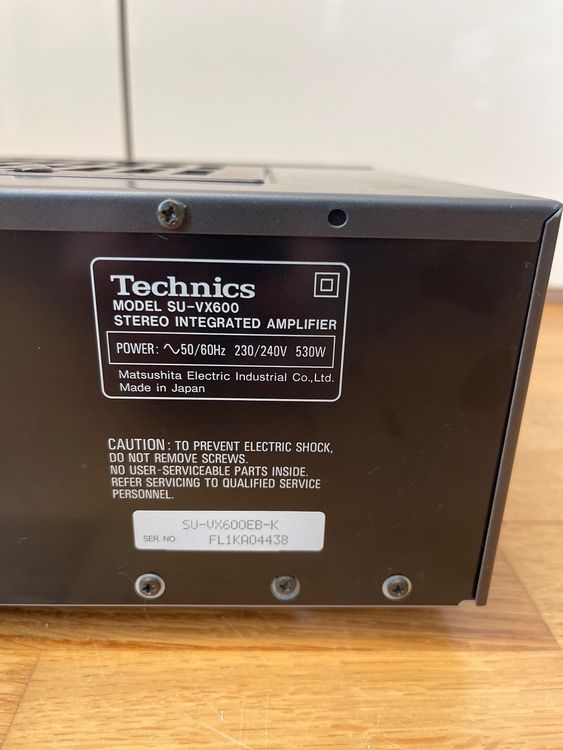 Technics
MODEL SU-VX600
STEREO INTEGRATED AMPLIFIER
POWER: ∿50/60Hz 230/240V 530W
Matsushita Electric Industrial Co.,Ltd.
Made in Japan
CAUTION: TO PREVENT ELECTRIC SHOCK,
DO NOT REMOVE SCREWS.
NO USER-SERVICEABLE PARTS INSIDE.
REFER SERVICING TO QUALIFIED SERVICE
PERSONNEL.
SU-VX600EB-K
SER. NO. FL1KA04438